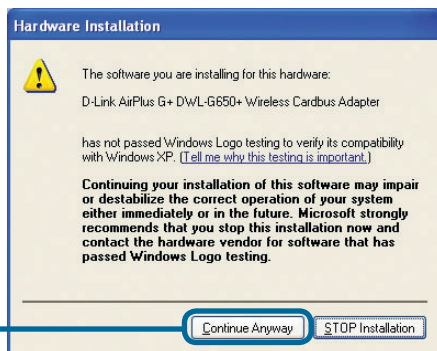 Hardware Installation
The software you are installing for this hardware:
D-Link AirPlus G+ DWL-G650+ Wireless Cardbus Adapter
has not passed Windows Logo testing to verify its compatibility
with Windows XP. (Tell me why this testing is important.)
Continuing your installation of this software may impair
or destabilize the correct operation of your system
either immediately or in the future. Microsoft strongly
recommends that you stop this installation now and
contact the hardware vendor for software that has
passed Windows Logo testing.
Continue Anyway STOP Installation